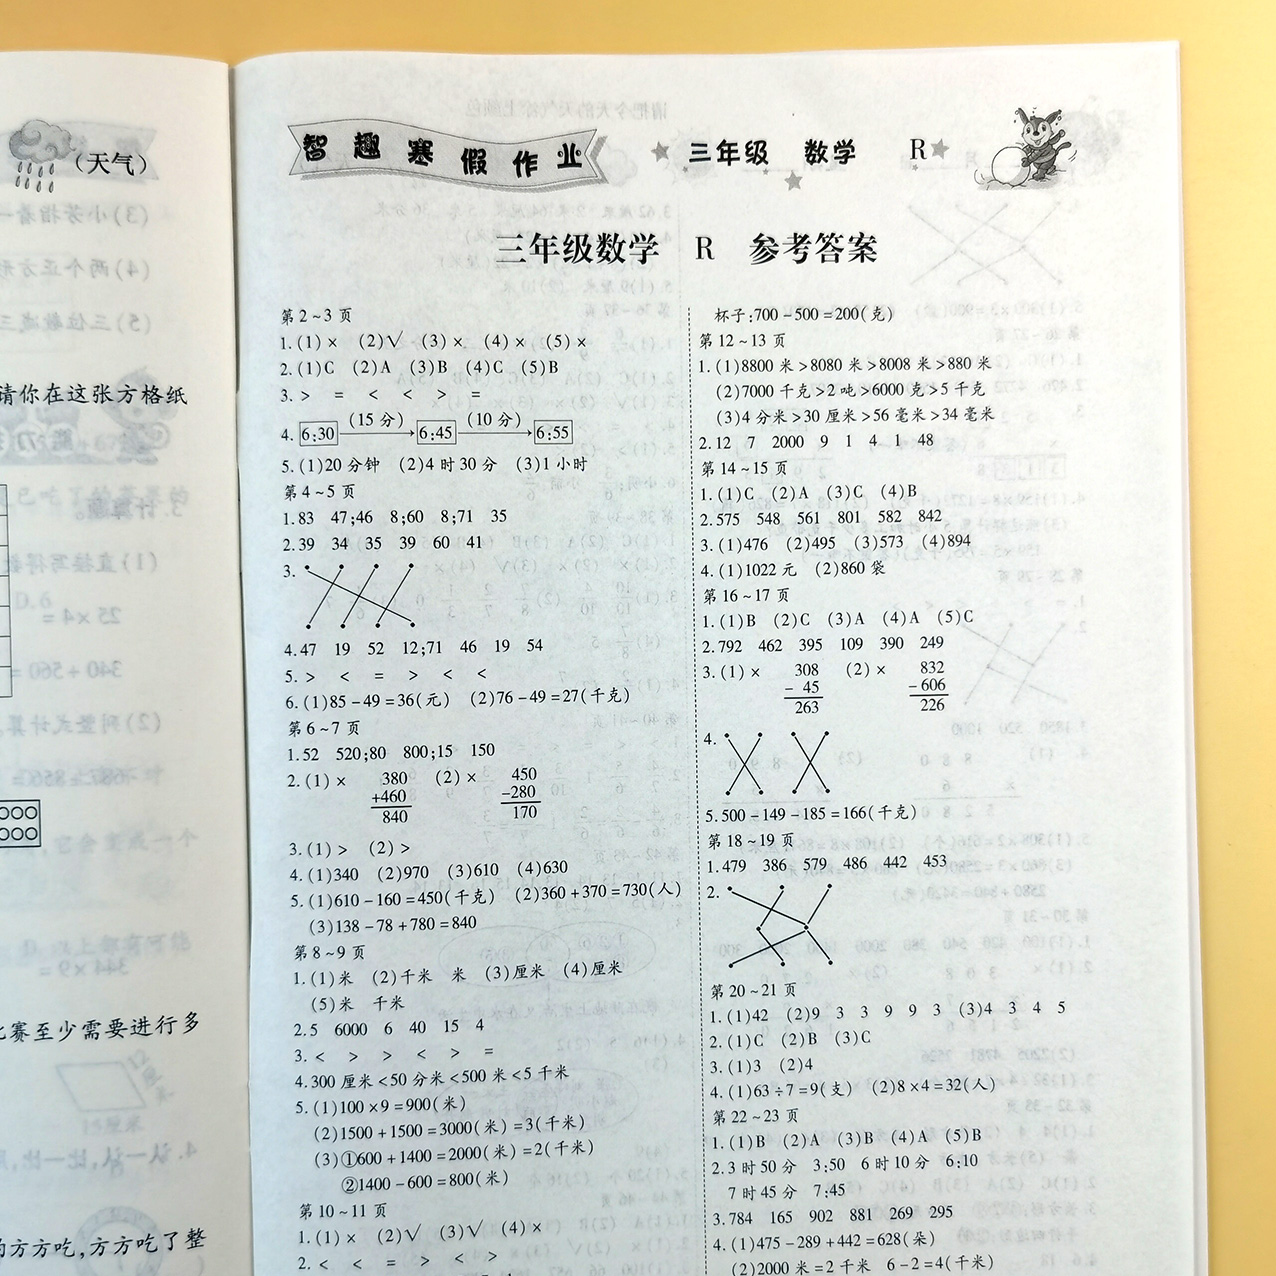 (天气)
请你在这张方格纸
比赛至少需要进行多
的方方吃,方方吃了整
智趣寒假作业 三年级 数学 R
三年级数学 R 参考答案
第2~3页
1.(1)× (2)√ (3)× (4)× (5)×
2.(1)C (2)A (3)B (4)C (5)B
3. > = < < > =
4. 6:30 (15分) 6:45 (10分) 6:55
5.(1)20分钟 (2)4时30分 (3)1小时
第4~5页
1.83 47;46 8;60 8;71 35
2.39 34 35 39 60 41
3.
4.47 19 52 12;71 46 19 54
5. > < = > < <
6.(1)85-49=36(元) (2)76-49=27(千克)
第6~7页
1.52 520;80 800;15 150
2.(1)× 380 (2)× 450
+460 -280
840 170
3.(1)> (2)>
4.(1)340 (2)970 (3)610 (4)630
5.(1)610-160=450(千克) (2)360+370=730(人)
(3)138-78+780=840
第8~9页
1.(1)米 (2)千米 米 (3)厘米 (4)厘米
(5)米 千米
2.5 6000 6 40 15 4
3. < > > < > =
4.300厘米<50分米<500米<5千米
5.(1)100×9=900(米)
(2)1500+1500=3000(米)=3(千米)
(3)①600+1400=2000(米)=2(千米)
②1400-600=800(米)
第10~11页
1.(1)× (2)√ (3)√ (4)×
2. < < = > < >
杯子:700-500=200(克)
第12~13页
1.(1)8800米>8080米>8008米>880米
(2)7000千克>2吨>6000克>5千克
(3)4分米>30厘米>56毫米>34毫米
2.12 7 2000 9 1 4 1 48
第14~15页
1.(1)C (2)A (3)C (4)B
2.575 548 561 801 582 842
3.(1)476 (2)495 (3)573 (4)894
4.(1)1022元 (2)860袋
第16~17页
1.(1)B (2)C (3)A (4)A (5)C
2.792 462 395 109 390 249
3.(1)× 308 (2)× 832
- 45 -606
263 226
4.
5.500-149-185=166(千克)
第18~19页
1.479 386 579 486 442 453
2.
第20~21页
1.(1)42 (2)9 3 3 9 9 3 (3)4 3 4 5
2.(1)C (2)B (3)C
3.(1)3 (2)4
4.(1)63÷7=9(支) (2)8×4=32(人)
第22~23页
1.(1)B (2)A (3)B (4)A (5)B
2.3时50分 3:50 6时10分 6:10
7时45分 7:45
3.784 165 902 881 269 295
4.(1)475-289+442=628(朵)
(2)2000米=2千米 6-2=4(千米)